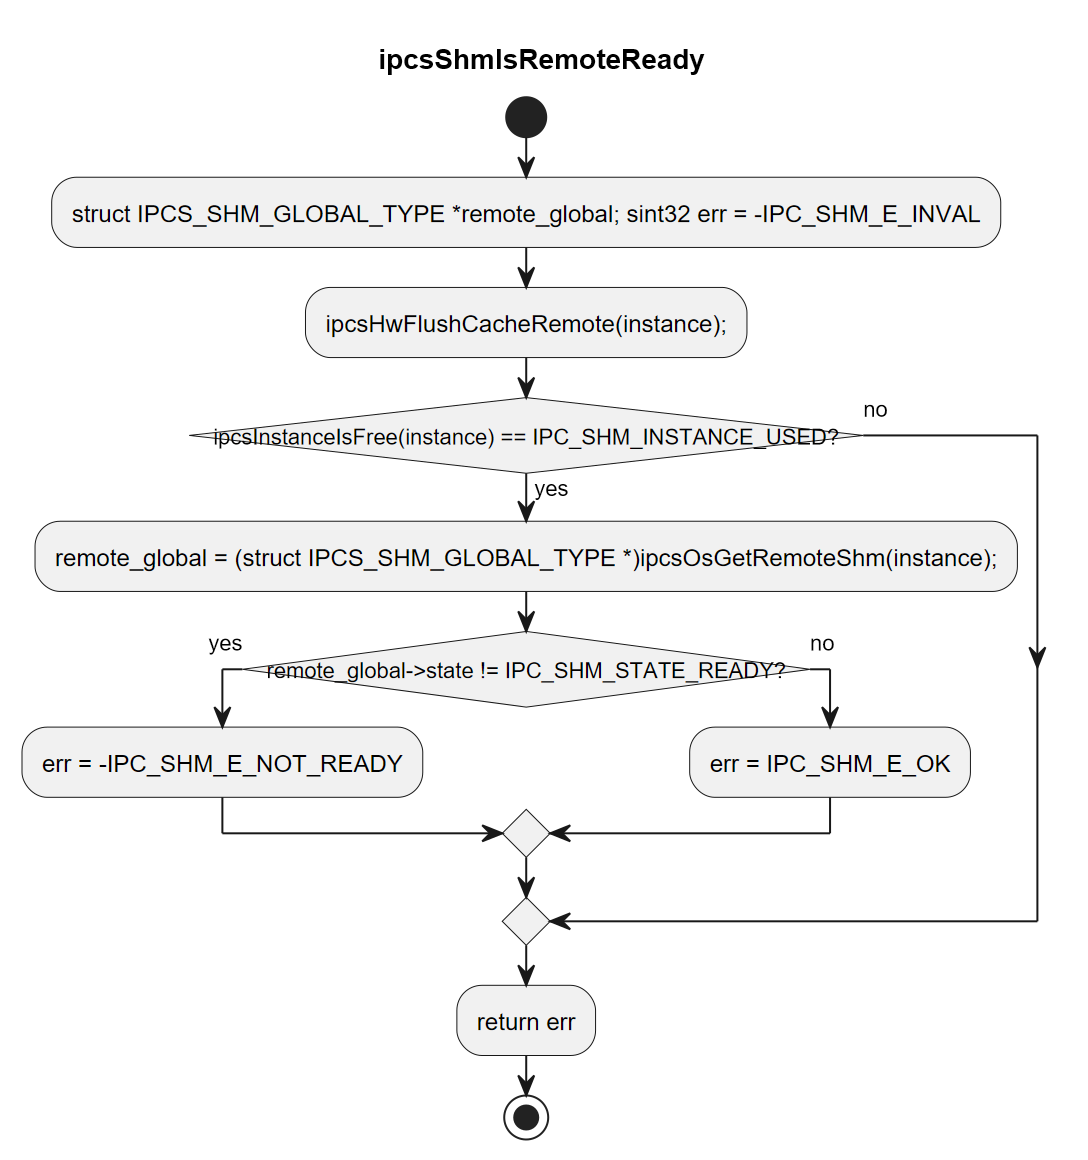 ipcsShmIsRemoteReady
struct IPCS_SHM_GLOBAL_TYPE *remote_global; sint32 err = -IPC_SHM_E_INVAL
ipcsHwFlushCacheRemote(instance);
ipcsInstanceIsFree(instance) == IPC_SHM_INSTANCE_USED?
no
yes
remote_global = (struct IPCS_SHM_GLOBAL_TYPE *)ipcsOsGetRemoteShm(instance);
yes
remote_global->state != IPC_SHM_STATE_READY?
no
err = -IPC_SHM_E_NOT_READY
err = IPC_SHM_E_OK
return err